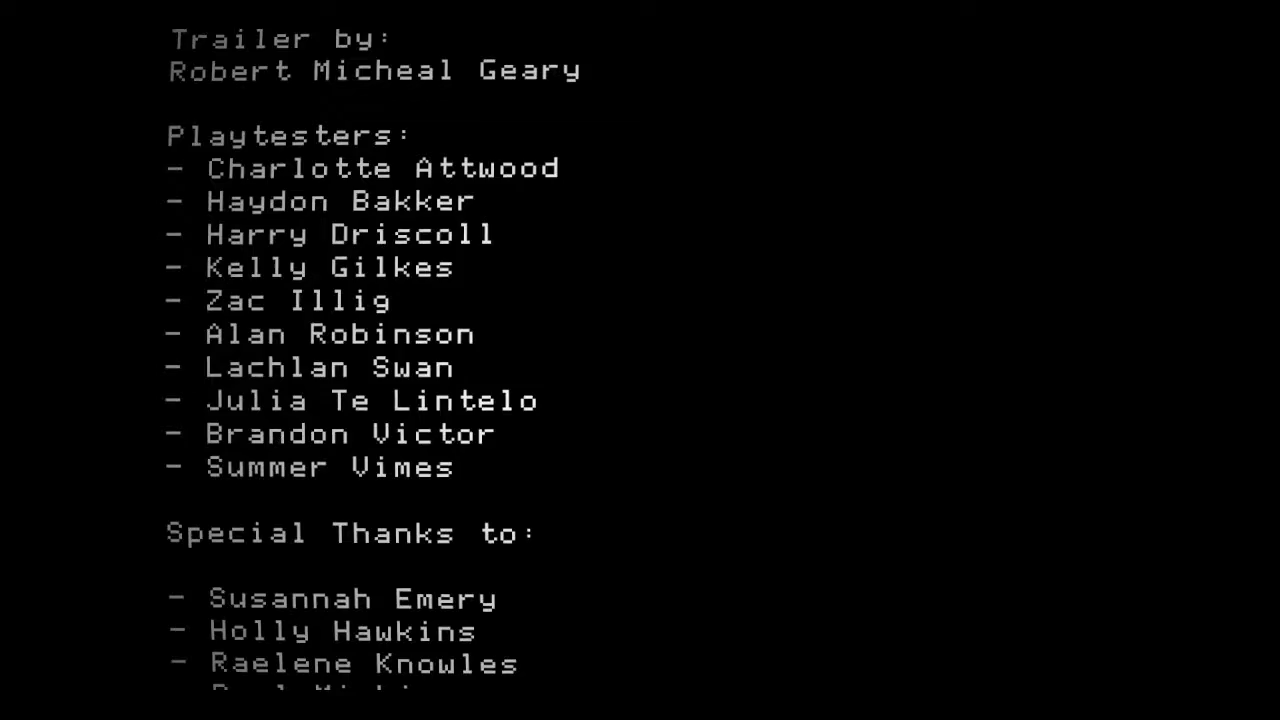 Trailer by:
Robert Micheal Geary
Playtesters:
- Charlotte Attwood
- Haydon Bakker
- Harry Driscoll
- Kelly Gilkes
- Zac Illig
- Alan Robinson
- Lachlan Swan
- Julia Te Lintelo
- Brandon Victor
- Summer Vimes
Special Thanks to:
- Susannah Emery
- Holly Hawkins
- Raelene Knowles